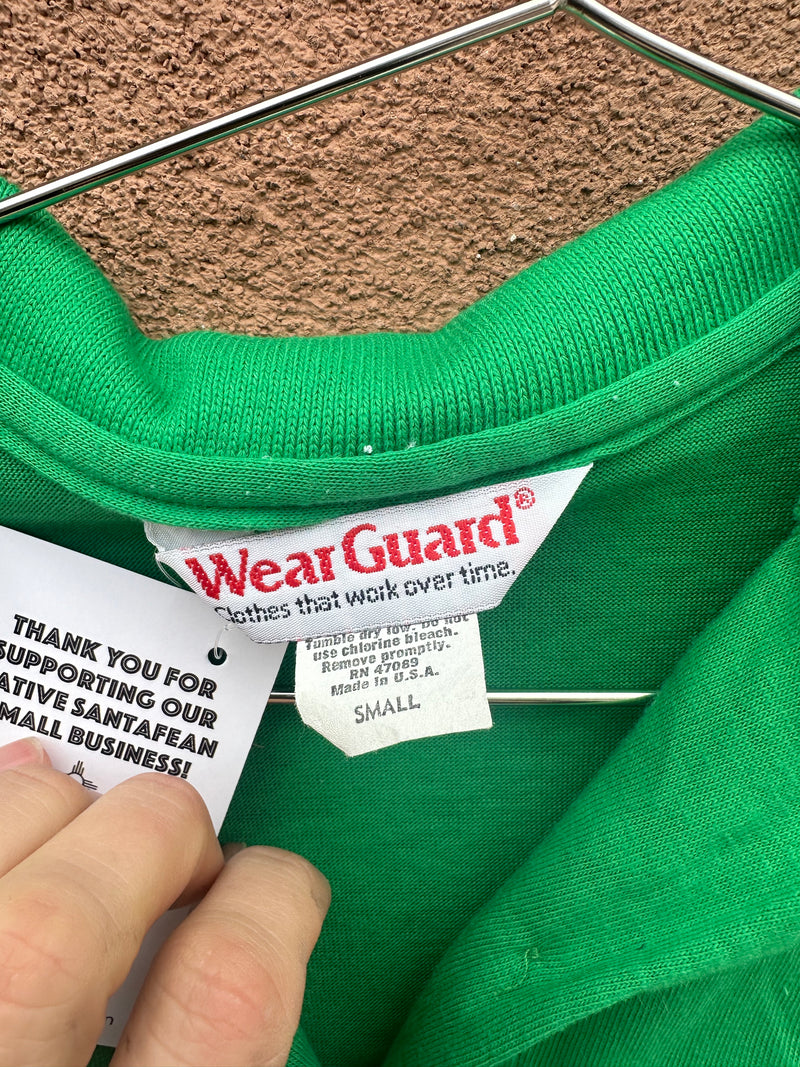 WearGuard®
Clothes that work over time.
Tumble dry low. Do not
use Chlorine bleach.
Remove promptly.
RN 47089
Made in U.S.A.
SMALL
THANK YOU FOR
SUPPORTING OUR
ATIVE SANTAFEAN
MALL BUSINESS!